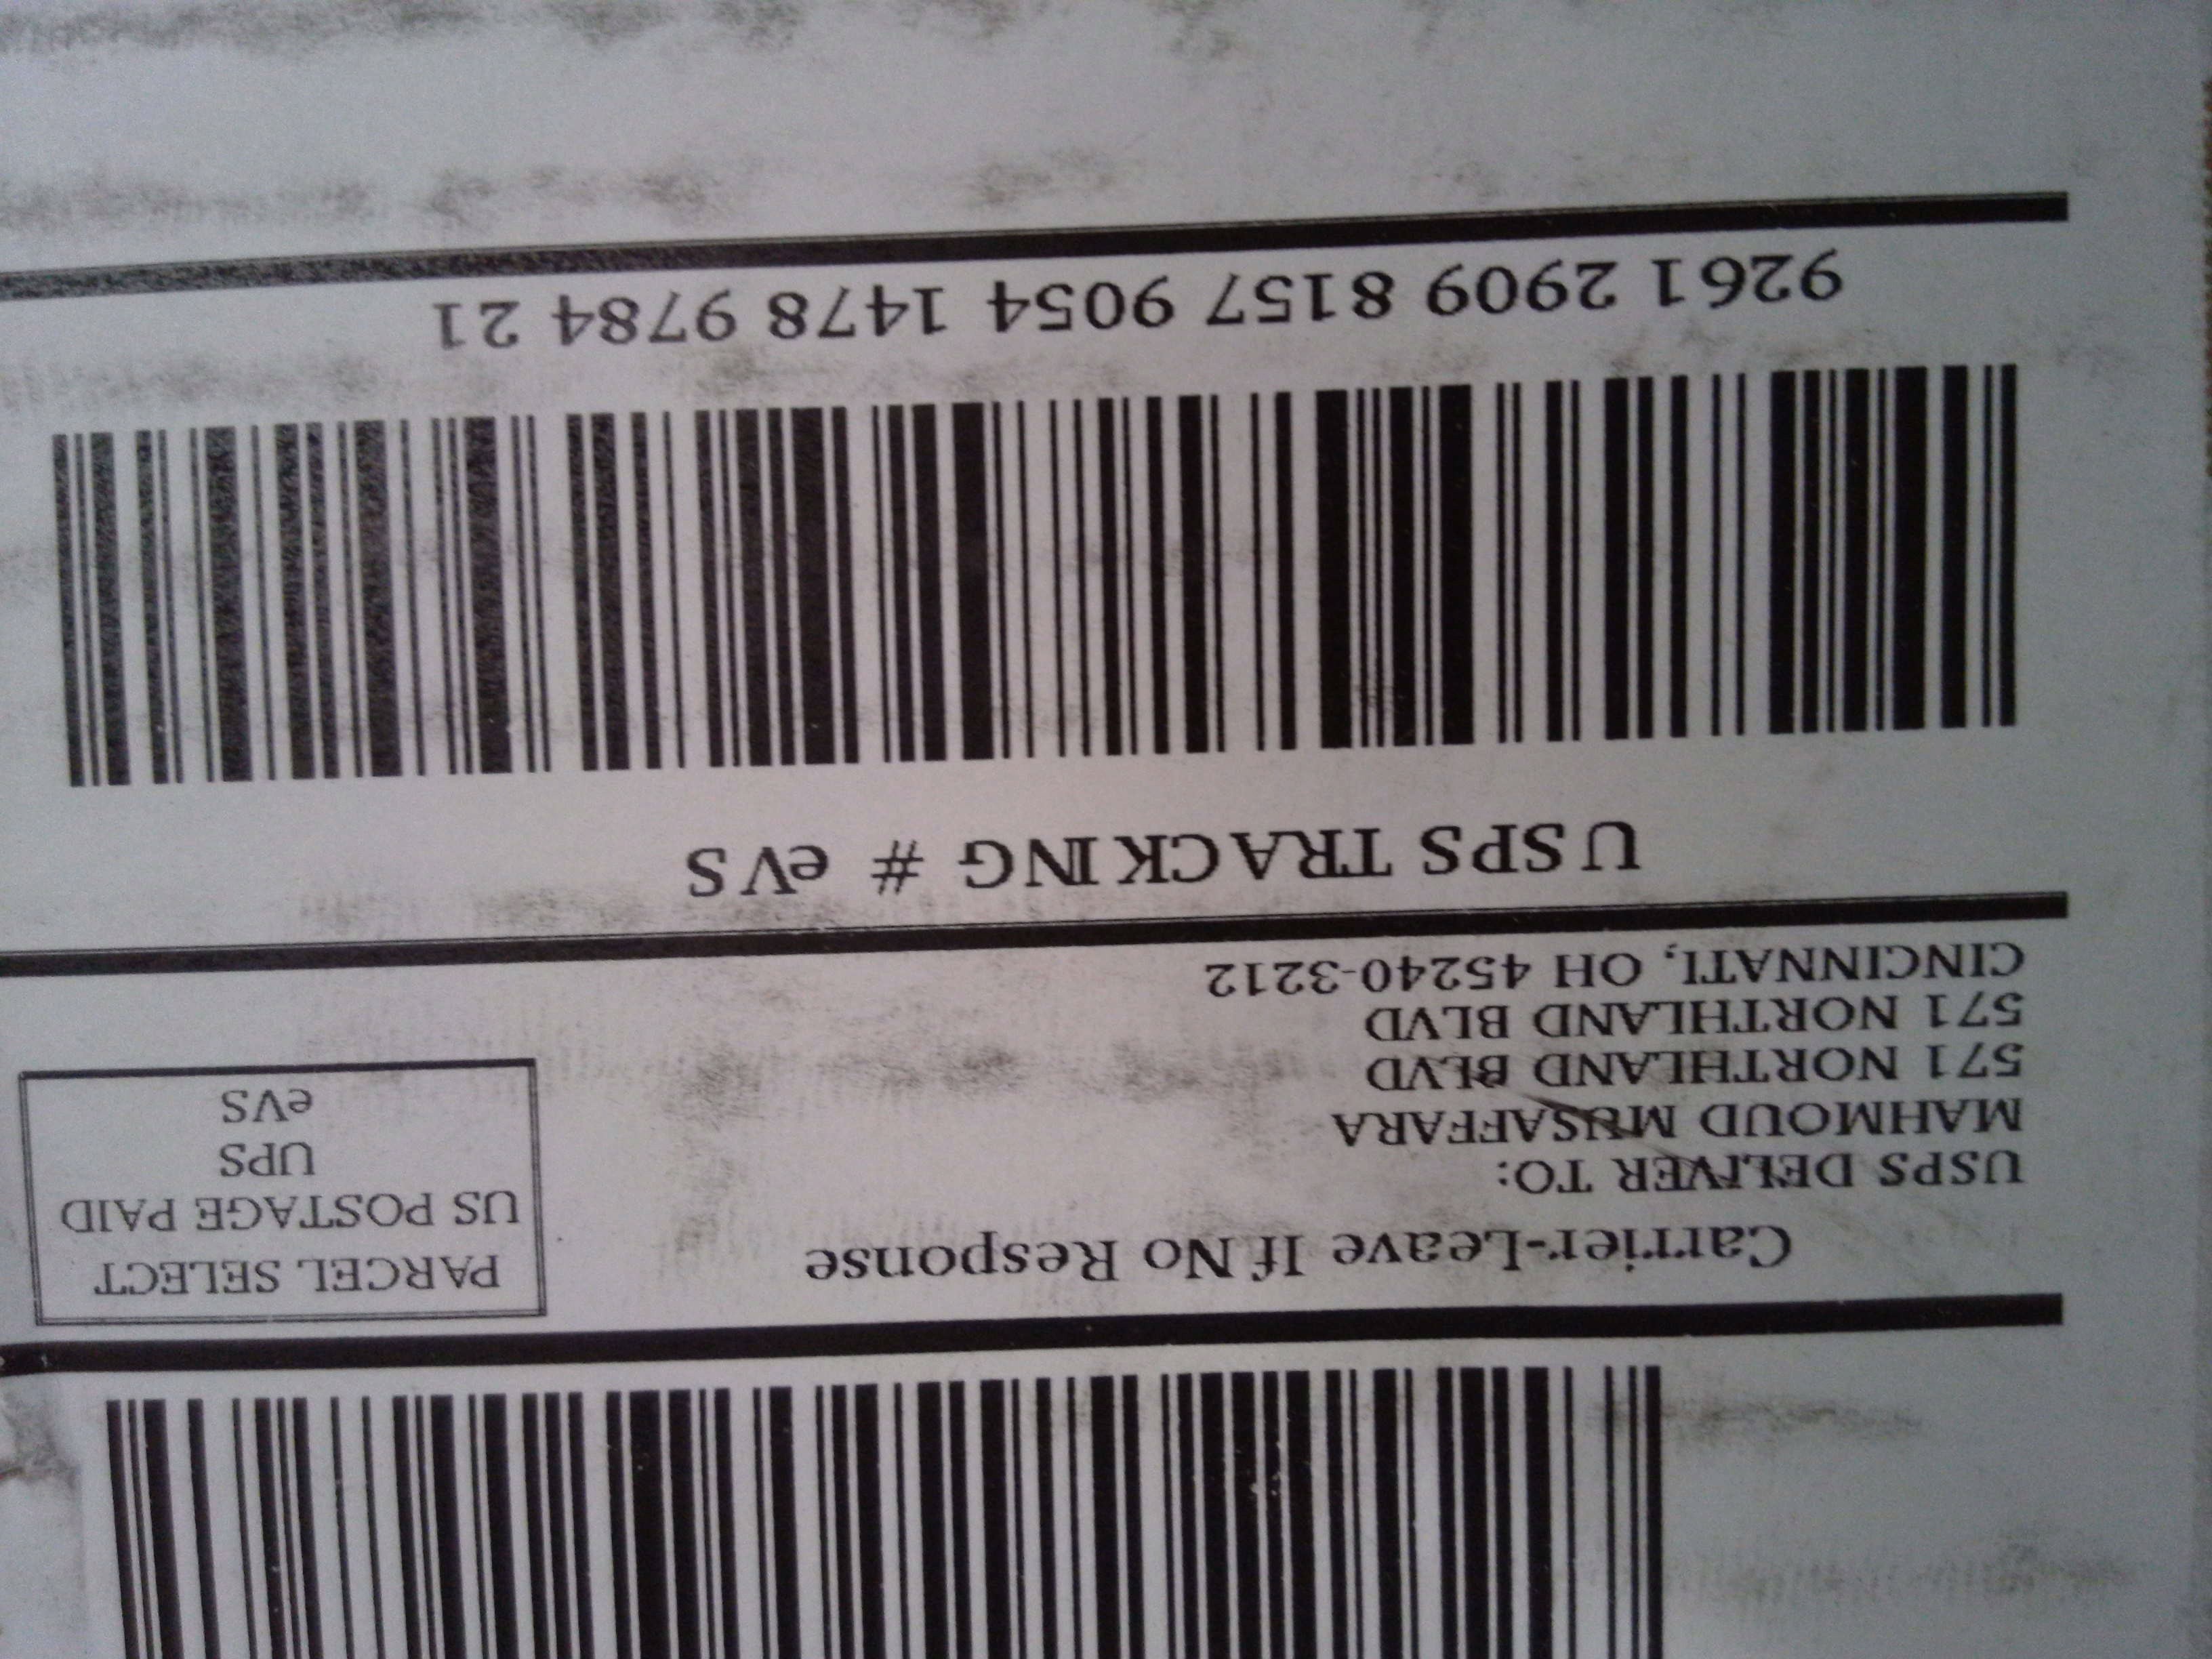 PARCEL SELECT
US POSTAGE PAID
UPS
eVS
Carrier-Leave If No Response
USPS DELIVER TO:
MAHMOUD MUSAFFARA
571 NORTHLAND BLVD
571 NORTHLAND BLVD
CINCINNATI, OH 45240-3212
USPS TRACKING # eVS
9261 2909 8157 9054 1478 9784 21